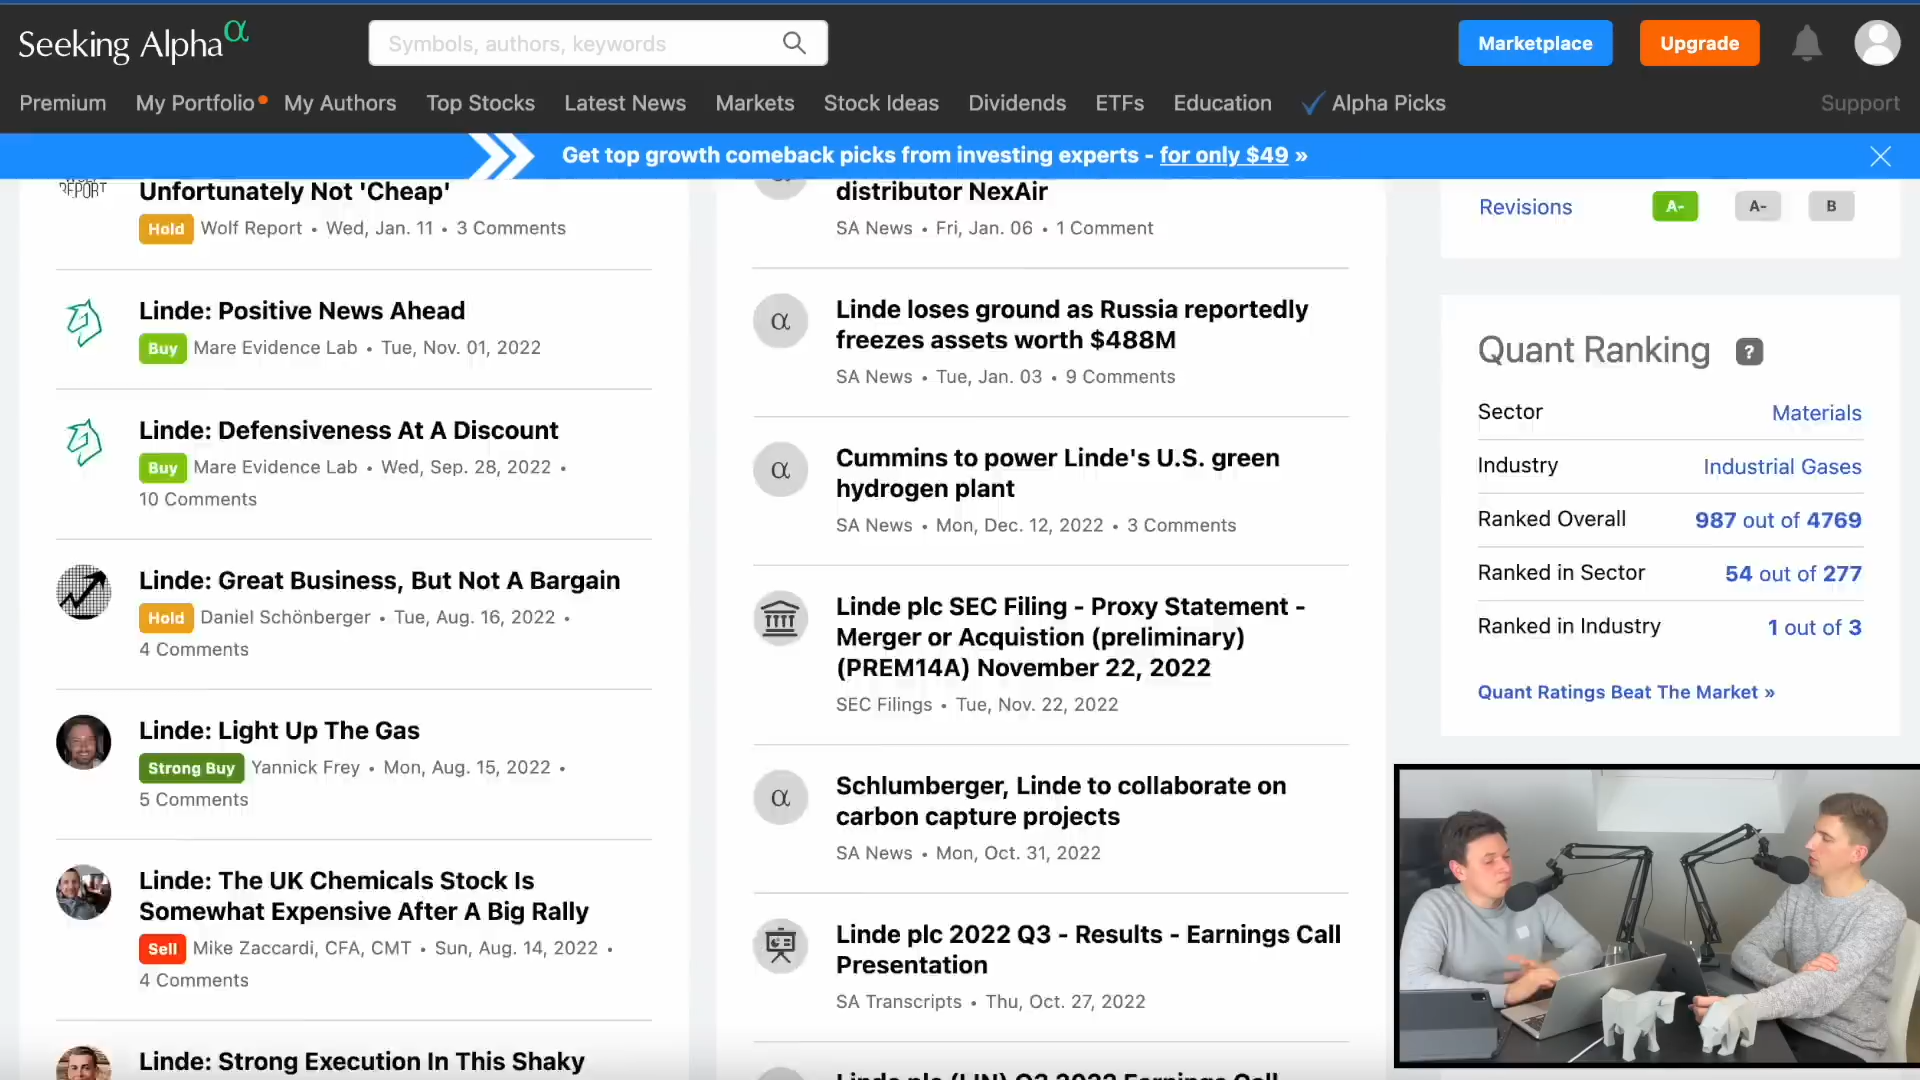 Seeking Alpha α
Symbols, authors, keywords
Marketplace
Upgrade
Premium
My Portfolio
My Authors
Top Stocks
Latest News
Markets
Stock Ideas
Dividends
ETFs
Education
Alpha Picks
Support
Get top growth comeback picks from investing experts - for only $49 »
REPORT
Unfortunately Not 'Cheap'
Hold Wolf Report • Wed, Jan. 11 • 3 Comments
Linde: Positive News Ahead
Buy Mare Evidence Lab • Tue, Nov. 01, 2022
Linde: Defensiveness At A Discount
Buy Mare Evidence Lab • Wed, Sep. 28, 2022 •
10 Comments
Linde: Great Business, But Not A Bargain
Hold Daniel Schönberger • Tue, Aug. 16, 2022 •
4 Comments
Linde: Light Up The Gas
Strong Buy Yannick Frey • Mon, Aug. 15, 2022 •
5 Comments
Linde: The UK Chemicals Stock Is
Somewhat Expensive After A Big Rally
Sell Mike Zaccardi, CFA, CMT • Sun, Aug. 14, 2022 •
4 Comments
Linde: Strong Execution In This Shaky
distributor NexAir
SA News • Fri, Jan. 06 • 1 Comment
α
Linde loses ground as Russia reportedly
freezes assets worth $488M
SA News • Tue, Jan. 03 • 9 Comments
α
Cummins to power Linde's U.S. green
hydrogen plant
SA News • Mon, Dec. 12, 2022 • 3 Comments
Linde plc SEC Filing - Proxy Statement -
Merger or Acquistion (preliminary)
(PREM14A) November 22, 2022
SEC Filings • Tue, Nov. 22, 2022
α
Schlumberger, Linde to collaborate on
carbon capture projects
SA News • Mon, Oct. 31, 2022
Linde plc 2022 Q3 - Results - Earnings Call
Presentation
SA Transcripts • Thu, Oct. 27, 2022
Linde plc (LIN) Q3 2022 Earnings Call
Revisions A- A- B
Quant Ranking ?
Sector Materials
Industry Industrial Gases
Ranked Overall 987 out of 4769
Ranked in Sector 54 out of 277
Ranked in Industry 1 out of 3
Quant Ratings Beat The Market »